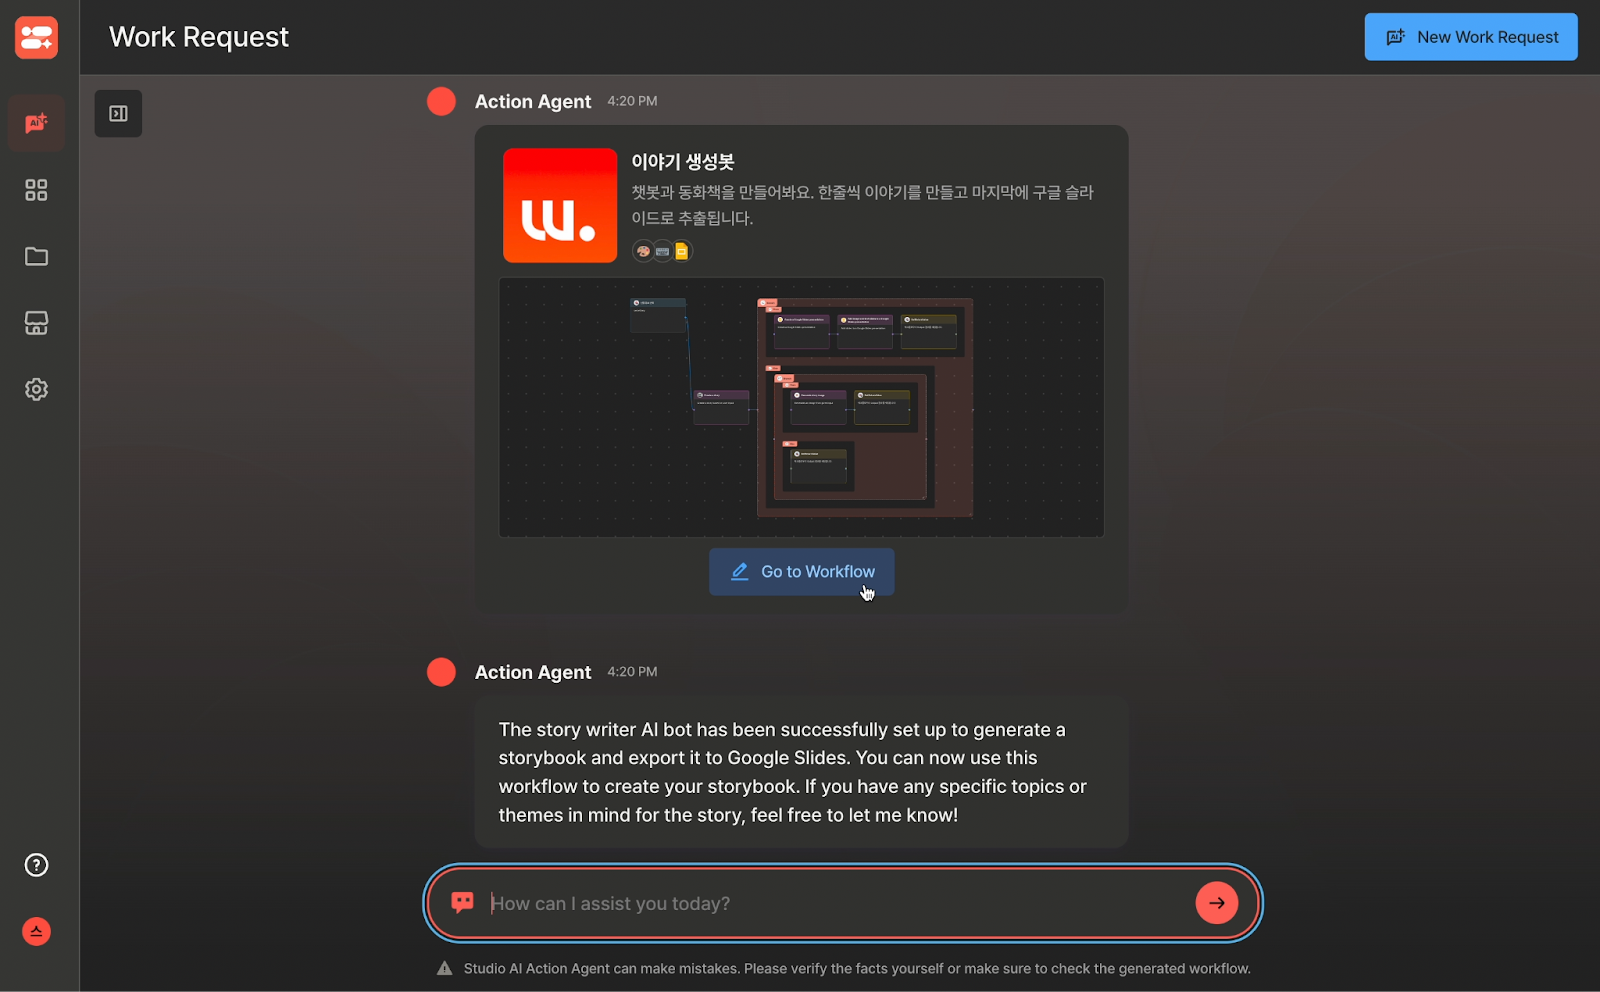 Work Request
New Work Request
Action Agent 4:20 PM
이야기 생성봇
챗봇과 동화책을 만들어봐요. 한줄씩 이야기를 만들고 마지막에 구글 슬라
이드로 추출됩니다.
Go to Workflow
Action Agent 4:20 PM
The story writer AI bot has been successfully set up to generate a
storybook and export it to Google Slides. You can now use this
workflow to create your storybook. If you have any specific topics or
themes in mind for the story, feel free to let me know!
How can I assist you today?
Studio AI Action Agent can make mistakes. Please verify the facts yourself or make sure to check the generated workflow.